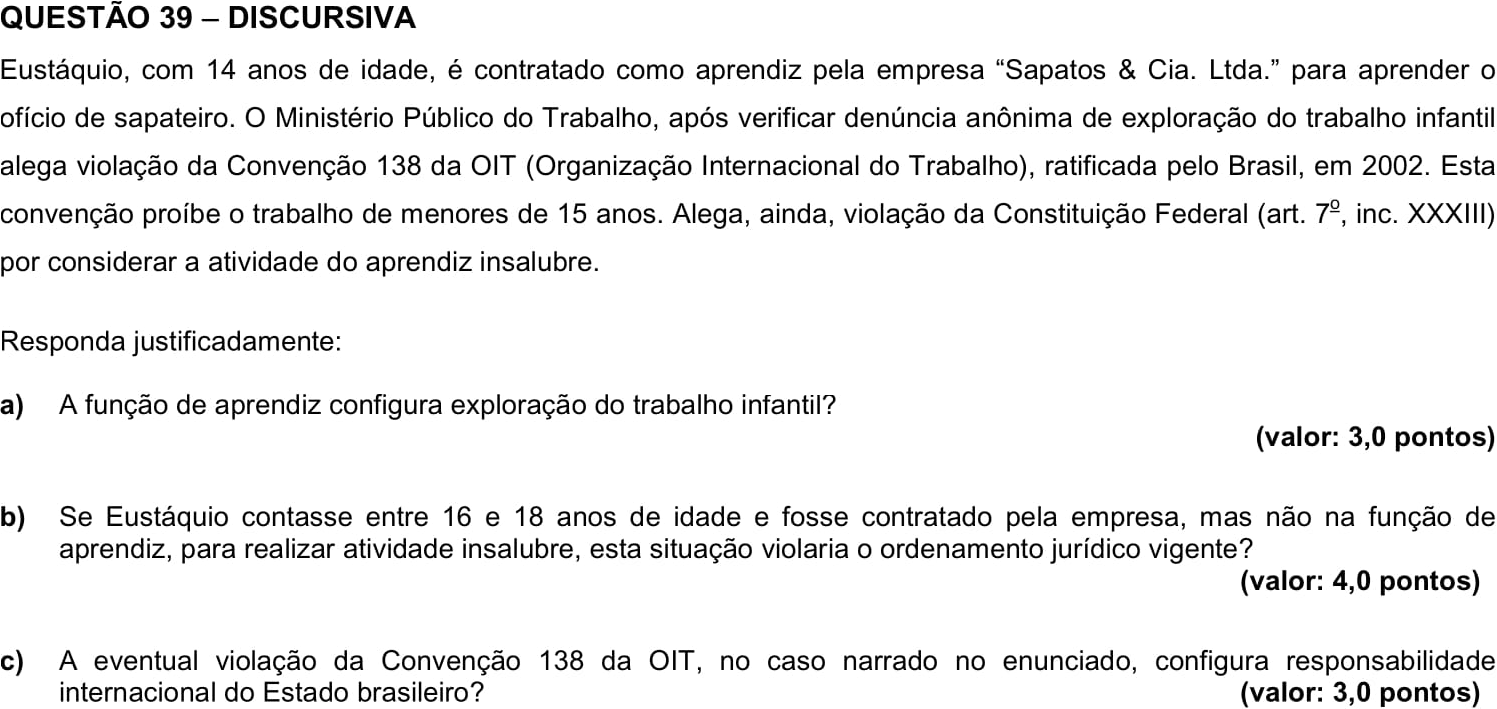 QUESTÃO 39 – DISCURSIVA
Eustáquio, com 14 anos de idade, é contratado como aprendiz pela empresa “Sapatos & Cia. Ltda.” para aprender o
ofício de sapateiro. O Ministério Público do Trabalho, após verificar denúncia anônima de exploração do trabalho infantil
alega violação da Convenção 138 da OIT (Organização Internacional do Trabalho), ratificada pelo Brasil, em 2002. Esta
convenção proíbe o trabalho de menores de 15 anos. Alega, ainda, violação da Constituição Federal (art. 7º, inc. XXXIII)
por considerar a atividade do aprendiz insalubre.
Responda justificadamente:
a) A função de aprendiz configura exploração do trabalho infantil?
(valor: 3,0 pontos)
b) Se Eustáquio contasse entre 16 e 18 anos de idade e fosse contratado pela empresa, mas não na função de
aprendiz, para realizar atividade insalubre, esta situação violaria o ordenamento jurídico vigente?
(valor: 4,0 pontos)
c) A eventual violação da Convenção 138 da OIT, no caso narrado no enunciado, configura responsabilidade
internacional do Estado brasileiro? (valor: 3,0 pontos)